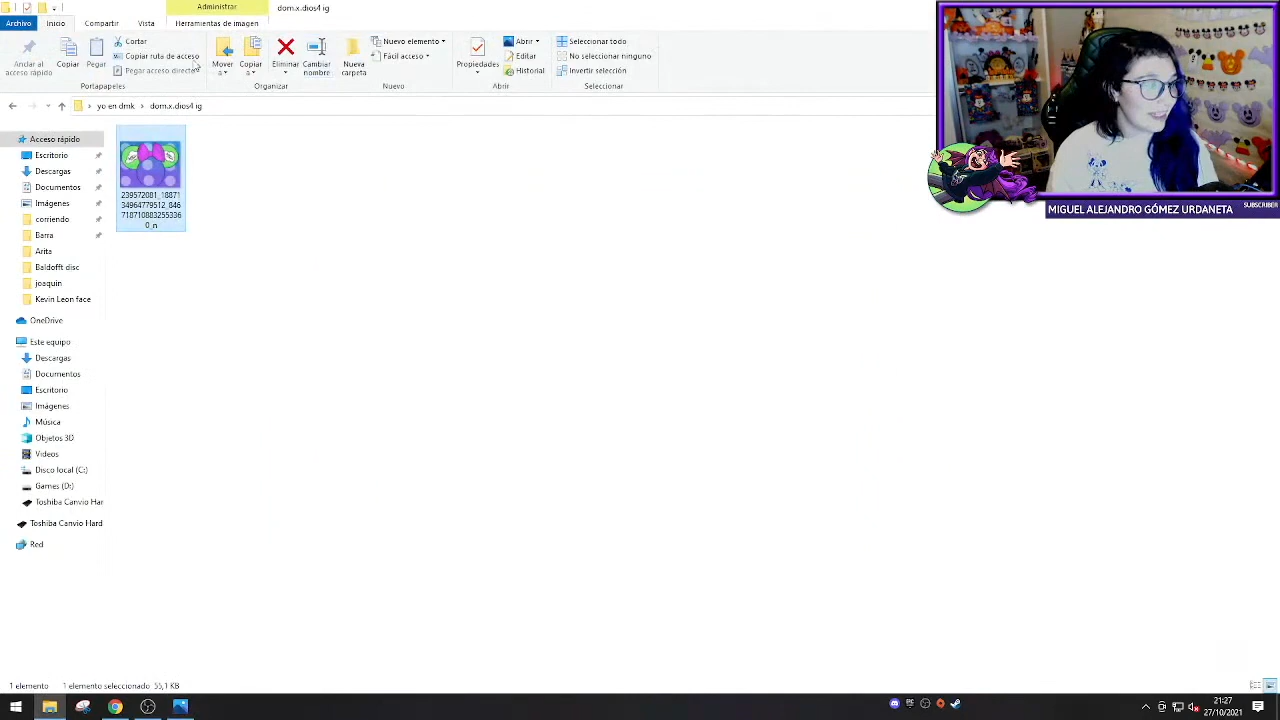 Administrar
dom.x.dios4 ig
Archivo
Inicio
Compartir
Vista
Herramientas de imagen
Anclar al
acceso rápido
Copiar
Pegar
Cortar
Copiar ruta de acceso
Pegar acceso directo
Portapapeles
Mover
a
Copiar
a
Eliminar
Cambiar
nombre
Organizar
Nueva
carpeta
Nuevo elemento
Fácil acceso
Nuevo
Propiedades
Abrir
Editar
Historial
Abrir
Seleccionar todo
No seleccionar ninguno
Invertir selección
Seleccionar
yo en dmk > dom.x.dios4 ig
Acceso rápido
Escritorio
Descargas
Documentos
Imágenes
corriendo
Barra
Arita
Baldofft disc
joaquin
Kevin Leon face
OneDrive
Este equipo
Descargas
Documentos
Escritorio
Imágenes
Música
Objetos 3D
Vídeos
Disco local (C:)
Games (D:)
Toshiba Canvio Har
Toshiba Canvio Hard
Red
239572081_18871
34964779512_846
718710883255336
0_n
MIGUEL ALEJANDRO GÓMEZ URDANETA
SUBSCRIBER
1 elemento
1 elemento seleccionado 55,1 KB
21:27
27/10/2021